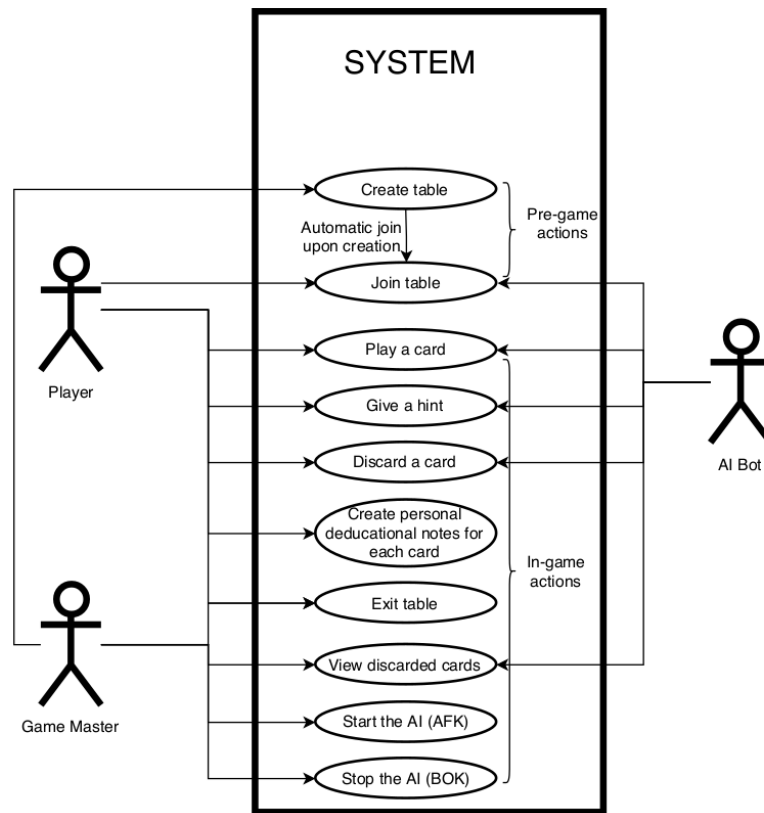 SYSTEM
Create table
Automatic join
upon creation
Pre-game
actions
Join table
Player
Play a card
Give a hint
Discard a card
AI Bot
Create personal
deducational notes for
each card
In-game
actions
Exit table
View discarded cards
Game Master
Start the AI (AFK)
Stop the AI (BOK)